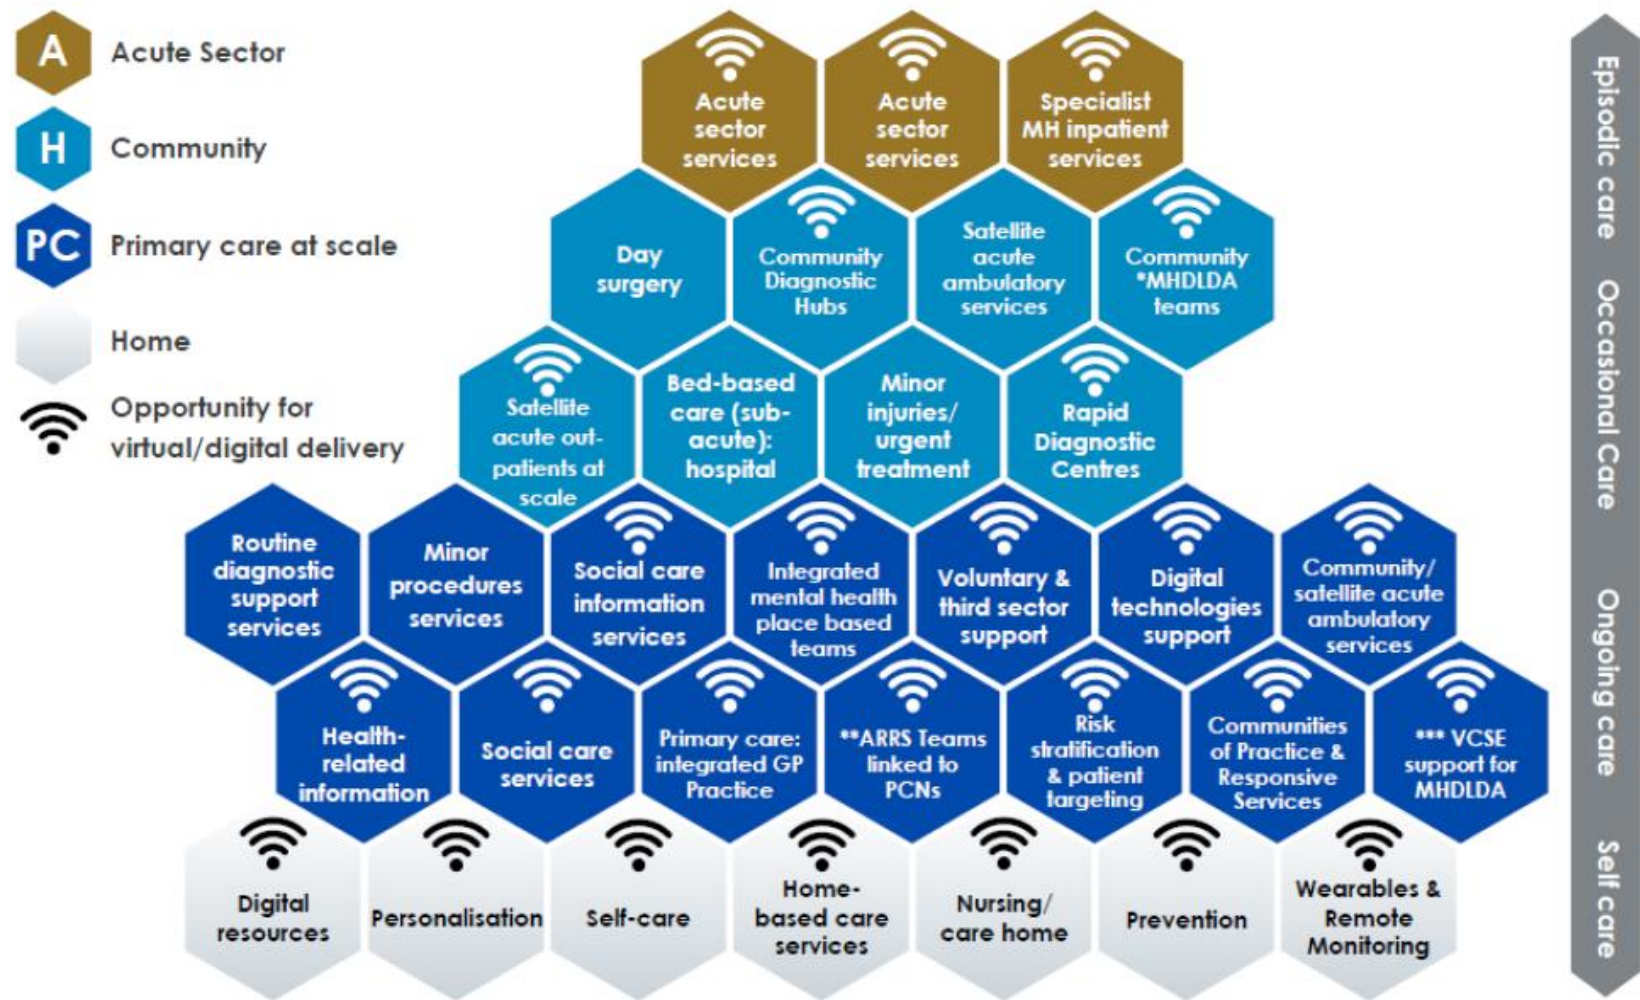 A
Acute Sector
H
Community
PC
Primary care at scale
Home
Opportunity for
virtual/digital delivery
Acute
sector
services
Acute
sector
services
Specialist
MH inpatient
services
Day
surgery
Community
Diagnostic
Hubs
Satellite
acute
ambulatory
services
Community
*MHDLDA
teams
Satellite
acute out-
patients at
scale
Bed-based
care (sub-
acute):
hospital
Minor
injuries/
urgent
treatment
Rapid
Diagnostic
Centres
Routine
diagnostic
support
services
Minor
procedures
services
Social care
information
services
Integrated
mental health
place based
teams
Voluntary &
third sector
support
Digital
technologies
support
Community/
satellite acute
ambulatory
services
Health-
related
information
Social care
services
Primary care:
integrated GP
Practice
**ARRS Teams
linked to
PCNs
Risk
stratification
& patient
targeting
Communities
of Practice &
Responsive
Services
*** VCSE
support for
MHDLDA
Digital
resources
Personalisation
Self-care
Home-
based care
services
Nursing/
care home
Prevention
Wearables &
Remote
Monitoring
Episodic care
Occasional Care
Ongoing care
Self care